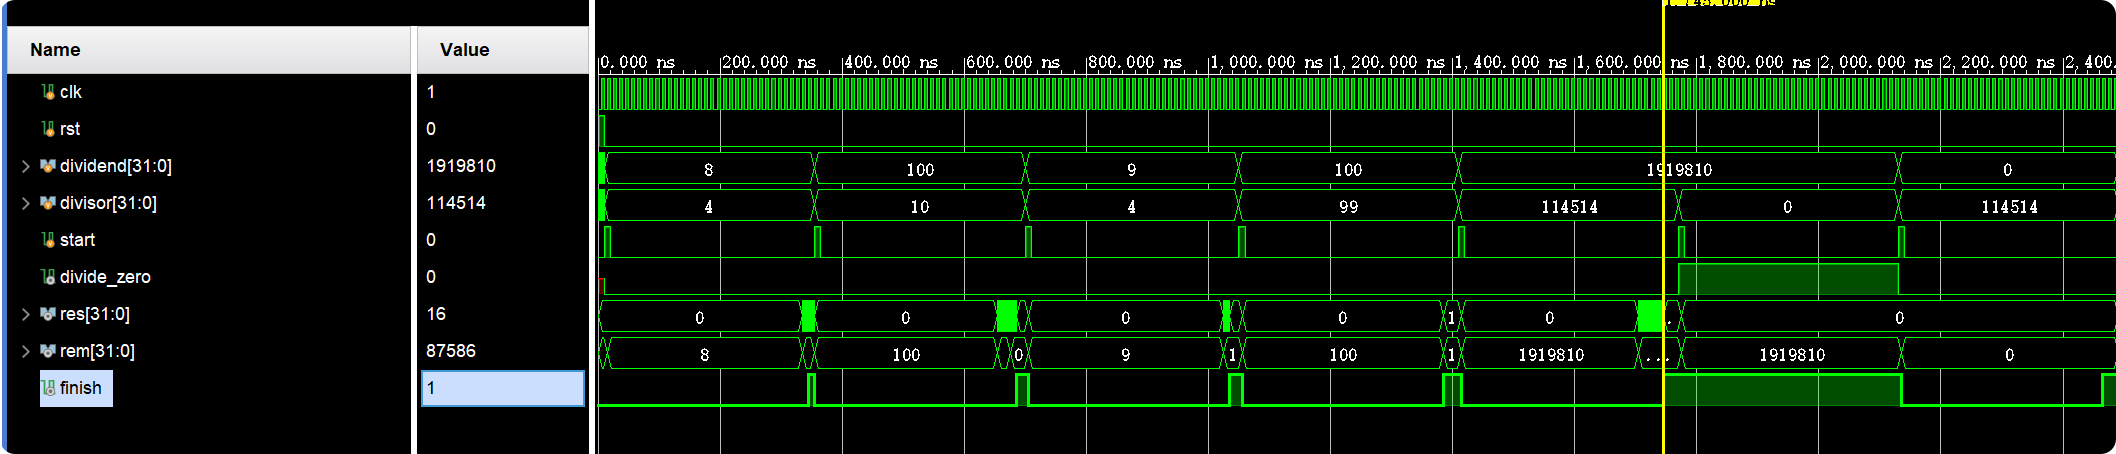 Name Value
0.000 ns 200.000 ns 400.000 ns 600.000 ns 800.000 ns 1,000.000 ns 1,200.000 ns 1,400.000 ns 1,600.000 ns 1,800.000 ns 2,000.000 ns 2,200.000 ns 2,400.
clk 1
rst 0
dividend[31:0] 1919810 8 100 9 100 1919810 0
divisor[31:0] 114514 4 10 4 99 114514 0 114514
start 0
divide_zero 0
res[31:0] 16 0 0 0 0 1 0 . 0
rem[31:0] 87586 8 100 0 9 1 100 1 1919810 ... 1919810 0
finish 1